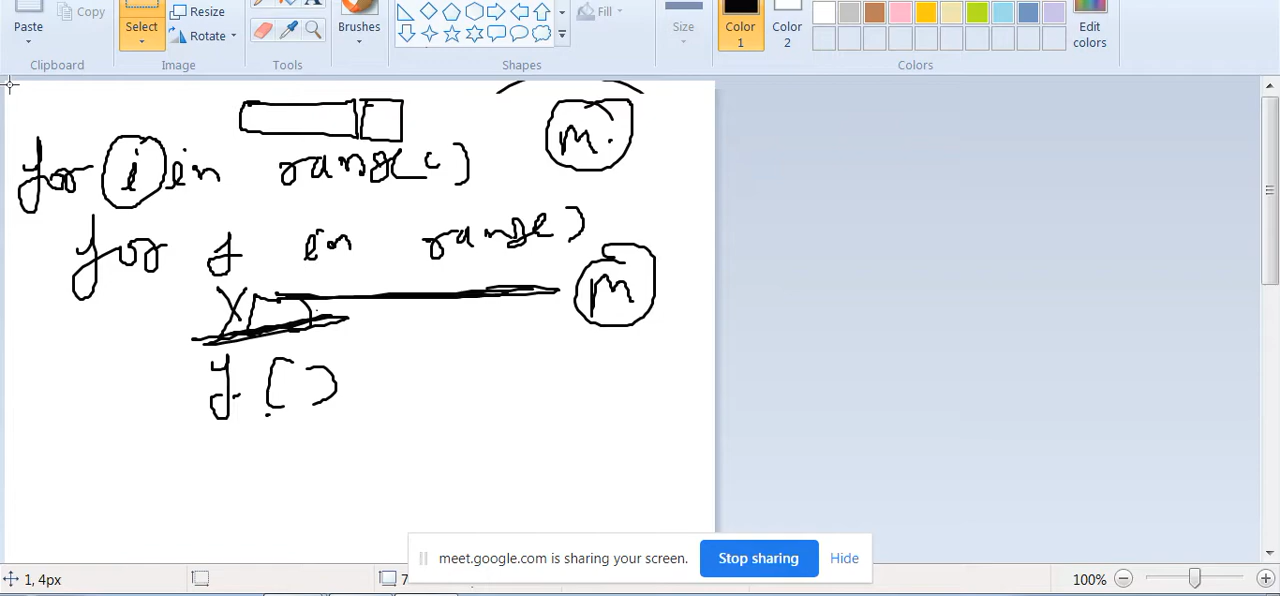 Paste Copy Select Resize Rotate A Brushes Fill Size Color 1 Color 2 Edit colors
Clipboard Image Tools Shapes Colors
m.
for i in range( )
for j in range)
X
m
y [ ]
meet.google.com is sharing your screen. Stop sharing Hide
1, 4px 7 100%